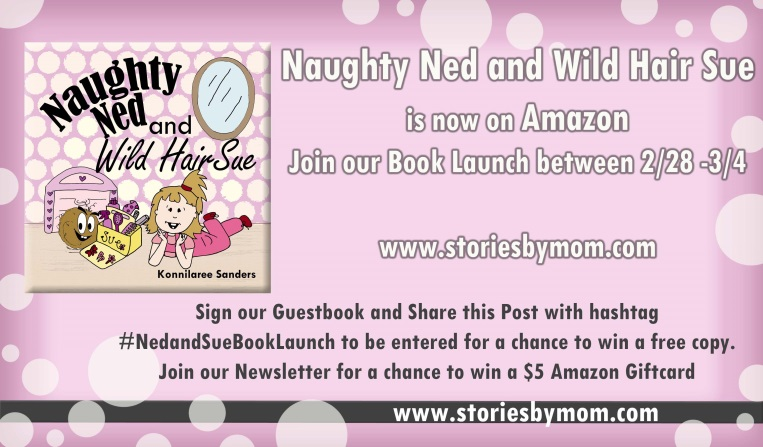 Naughty
Ned and
Wild Hair Sue
Sue
Konnilaree Sanders
Naughty Ned and Wild Hair Sue
is now on Amazon
Join our Book Launch between 2/28 -3/4
www.storiesbymom.com
Sign our Guestbook and Share this Post with hashtag
#NedandSueBookLaunch to be entered for a chance to win a free copy.
Join our Newsletter for a chance to win a $5 Amazon Giftcard
www.storiesbymom.com